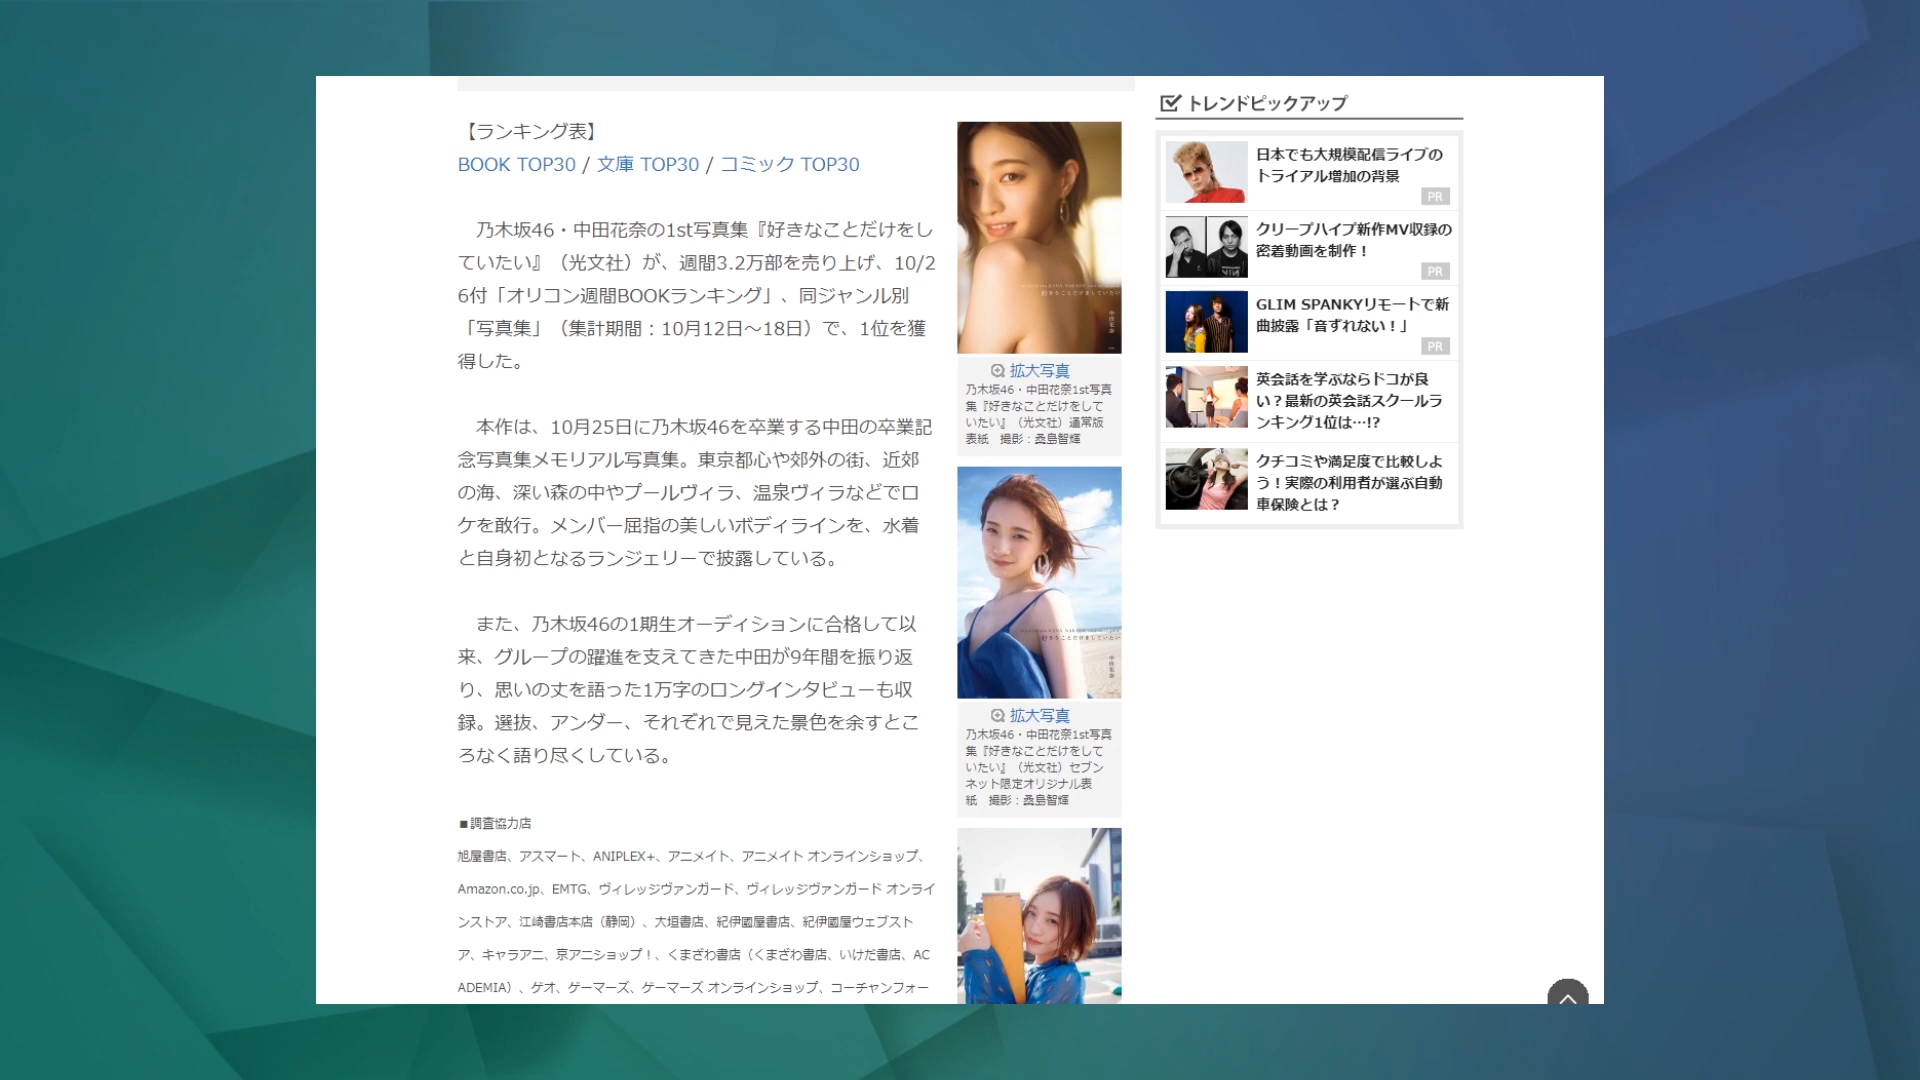 【ランキング表】
BOOK TOP30 / 文庫 TOP30 / コミック TOP30
乃木坂46・中田花奈の1st写真集『好きなことだけをし
ていたい』（光文社）が、週間3.2万部を売り上げ、10/2
6付「オリコン週間BOOKランキング」、同ジャンル別
「写真集」（集計期間：10月12日～18日）で、1位を獲
得した。
本作は、10月25日に乃木坂46を卒業する中田の卒業記
念写真集メモリアル写真集。東京都心や郊外の街、近郊
の海、深い森の中やプールヴィラ、温泉ヴィラなどでロ
ケを敢行。メンバー屈指の美しいボディラインを、水着
と自身初となるランジェリーで披露している。
また、乃木坂46の1期生オーディションに合格して以
来、グループの躍進を支えてきた中田が9年間を振り返
り、思いの丈を語った1万字のロングインタビューも収
録。選抜、アンダー、それぞれで見えた景色を余すとこ
ろなく語り尽くしている。
■調査協力店
旭屋書店、アスマート、ANIPLEX+、アニメイト、アニメイト オンラインショップ、
Amazon.co.jp、EMTG、ヴィレッジヴァンガード、ヴィレッジヴァンガード オンライ
ンストア、江崎書店本店（静岡）、大垣書店、紀伊國屋書店、紀伊國屋ウェブスト
ア、キャラアニ、京アニショップ！、くまざわ書店（くまざわ書店、いけだ書店、AC
ADEMIA）、ゲオ、ゲーマーズ、ゲーマーズ オンラインショップ、コーチャンフォー
好きなことだけをしていたい
中田花奈
拡大写真
乃木坂46・中田花奈1st写真
集『好きなことだけをして
いたい』（光文社）通常版
表紙　撮影：桑島智輝
好きなことだけをしていたい
中田花奈
拡大写真
乃木坂46・中田花奈1st写真
集『好きなことだけをして
いたい』（光文社）セブン
ネット限定オリジナル表
紙　撮影：桑島智輝
トレンドピックアップ
日本でも大規模配信ライブの
トライアル増加の背景
PR
クリープハイプ新作MV収録の
密着動画を制作！
PR
GLIM SPANKYリモートで新
曲披露「音ずれない！」
PR
英会話を学ぶならドコが良
い？最新の英会話スクールラ
ンキング1位は…!?
クチコミや満足度で比較しよ
う！実際の利用者が選ぶ自動
車保険とは？